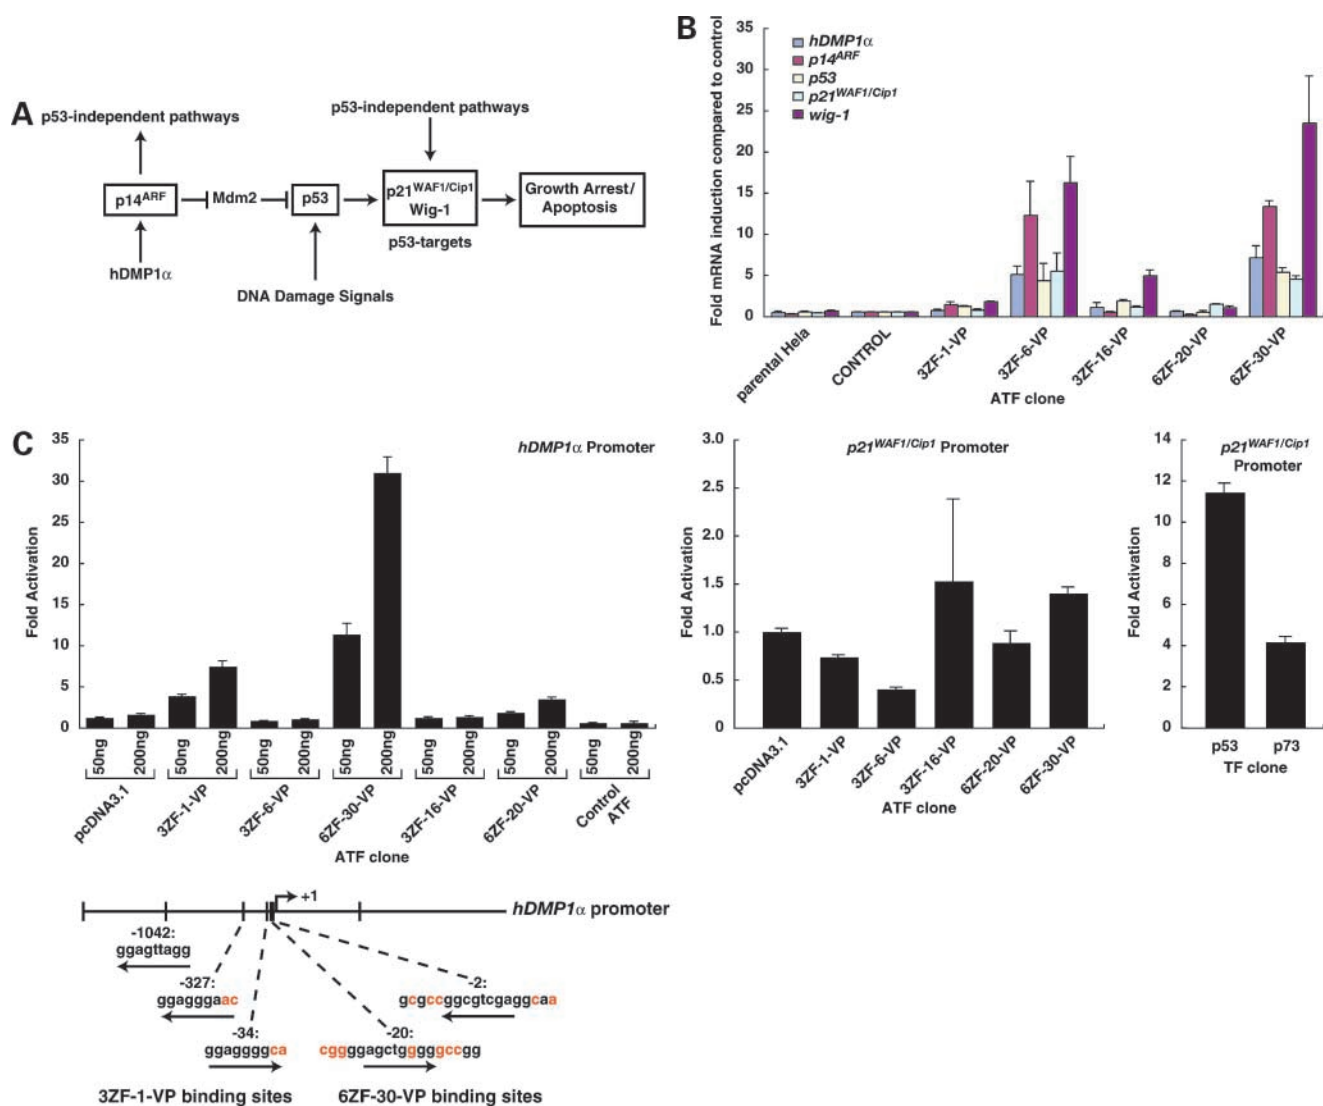 A
p53-independent pathways
p53-independent pathways
p14ARF
Mdm2
p53
p21WAF1/Cip1
Wig-1
Growth Arrest/
Apoptosis
p53-targets
hDMP1α
DNA Damage Signals
B
Fold mRNA induction compared to control
35
30
25
20
15
10
5
0
hDMP1α
p14ARF
p53
p21WAF1/Cip1
wig-1
parental Hela
CONTROL
3ZF-1-VP
3ZF-6-VP
3ZF-16-VP
6ZF-20-VP
6ZF-30-VP
ATF clone
C
hDMP1α Promoter
Fold Activation
35
30
25
20
15
10
5
0
50ng
200ng
50ng
200ng
50ng
200ng
50ng
200ng
50ng
200ng
50ng
200ng
50ng
200ng
pcDNA3.1
3ZF-1-VP
3ZF-6-VP
6ZF-30-VP
3ZF-16-VP
6ZF-20-VP
Control
ATF
ATF clone
p21WAF1/Cip1 Promoter
Fold Activation
3.0
2.5
2.0
1.5
1.0
0.5
0
pcDNA3.1
3ZF-1-VP
3ZF-6-VP
3ZF-16-VP
6ZF-20-VP
6ZF-30-VP
ATF clone
p21WAF1/Cip1
Promoter
Fold Activation
14
12
10
8
6
4
2
0
p53
p73
TF clone
+1
hDMP1α promoter
-1042:
ggagttagg
-327:
ggagggaac
-34:
ggaggggca
-2:
gcgccggcgtcgaggcaa
-20:
cggggagctggggggccgg
3ZF-1-VP binding sites
6ZF-30-VP binding sites